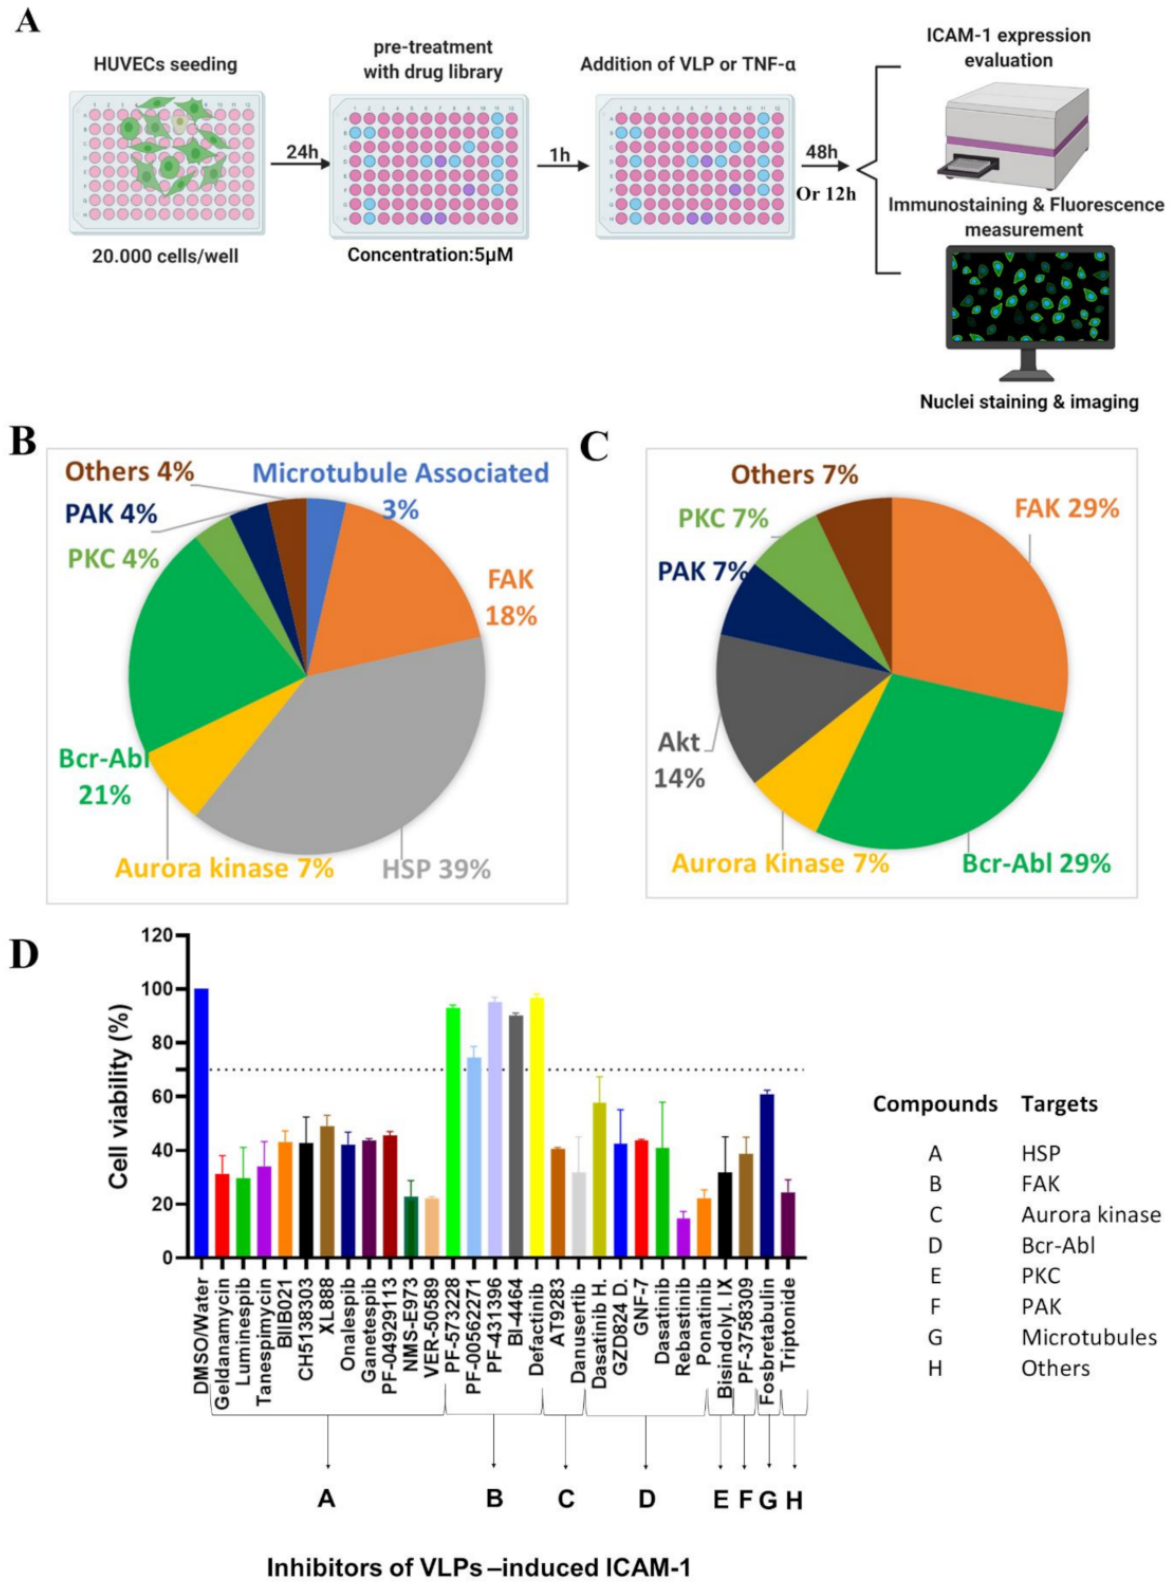 A
HUVECs seeding
20.000 cells/well
24h
pre-treatment
with drug library
Concentration:5µM
1h
Addition of VLP or TNF-α
48h
Or 12h
ICAM-1 expression
evaluation
Immunostaining & Fluorescence
measurement
Nuclei staining & imaging
B
Others 4%
Microtubule Associated
3%
PAK 4%
PKC 4%
FAK
18%
Bcr-Abl
21%
Aurora kinase 7%
HSP 39%
C
Others 7%
FAK 29%
PKC 7%
PAK 7%
Akt
14%
Aurora Kinase 7%
Bcr-Abl 29%
D
Cell viability (%)
120
100
80
60
40
20
0
DMSO/Water
Geldanamycin
Luminespib
Tanespimycin
BIIB021
CH5138303
XL888
Onalespib
Ganetespib
PF-04929113
NMS-E973
VER-50589
PF-573228
PF-00562271
PF-431396
BI-4464
Defactinib
AT9283
Danusertib
Dasatinib H.
GZD824 D.
GNF-7
Dasatinib
Rebastinib
Ponatinib
Bisindolyl. IX
PF-3758309
Fosbretabulin
Triptonide
A B C D E F G H
Inhibitors of VLPs–induced ICAM-1
Compounds Targets
A HSP
B FAK
C Aurora kinase
D Bcr-Abl
E PKC
F PAK
G Microtubules
H Others